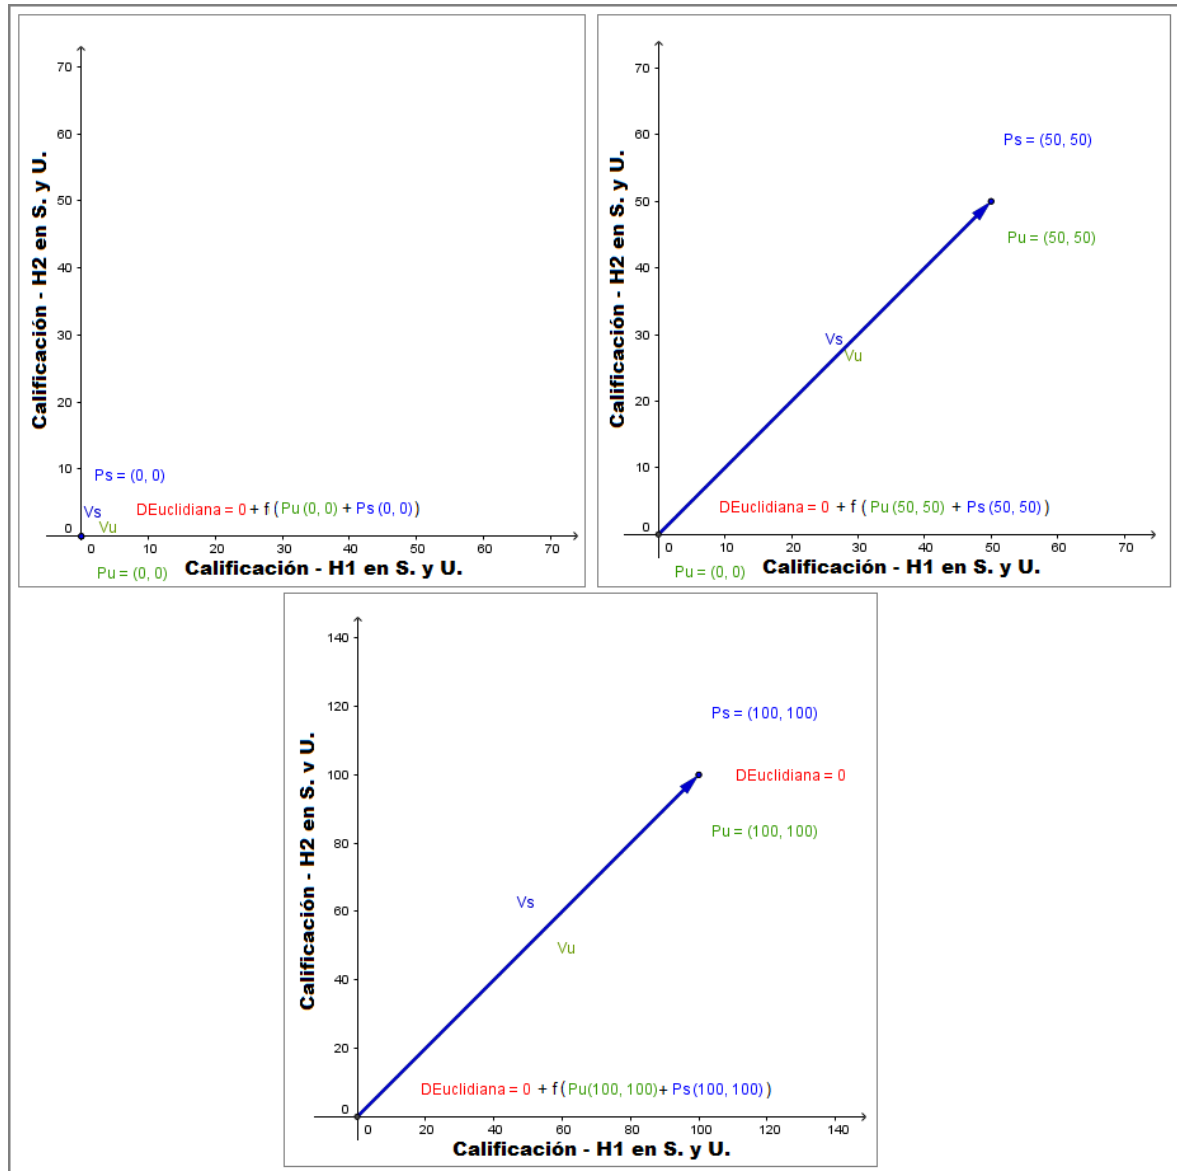 70
60
50
40
30
20
10
0
Calificación - H2 en S. y U.
Ps = (0, 0)
Vs
Vu
DEuclidiana = 0 + f ( Pu (0, 0) + Ps (0, 0) )
0 10 20 30 40 50 60 70
Pu = (0, 0)
Calificación - H1 en S. y U.
70
60
50
40
30
20
10
0
Calificación - H2 en S. y U.
Ps = (50, 50)
Pu = (50, 50)
Vs
Vu
DEuclidiana = 0 + f ( Pu (50, 50) + Ps (50, 50) )
0 10 20 30 40 50 60 70
Pu = (0, 0)
Calificación - H1 en S. y U.
140
120
100
80
60
40
20
0
Calificación - H2 en S. y U.
Ps = (100, 100)
DEuclidiana = 0
Pu = (100, 100)
Vs
Vu
DEuclidiana = 0 + f ( Pu(100, 100)+ Ps (100, 100) )
0 20 40 60 80 100 120 140
Calificación - H1 en S. y U.